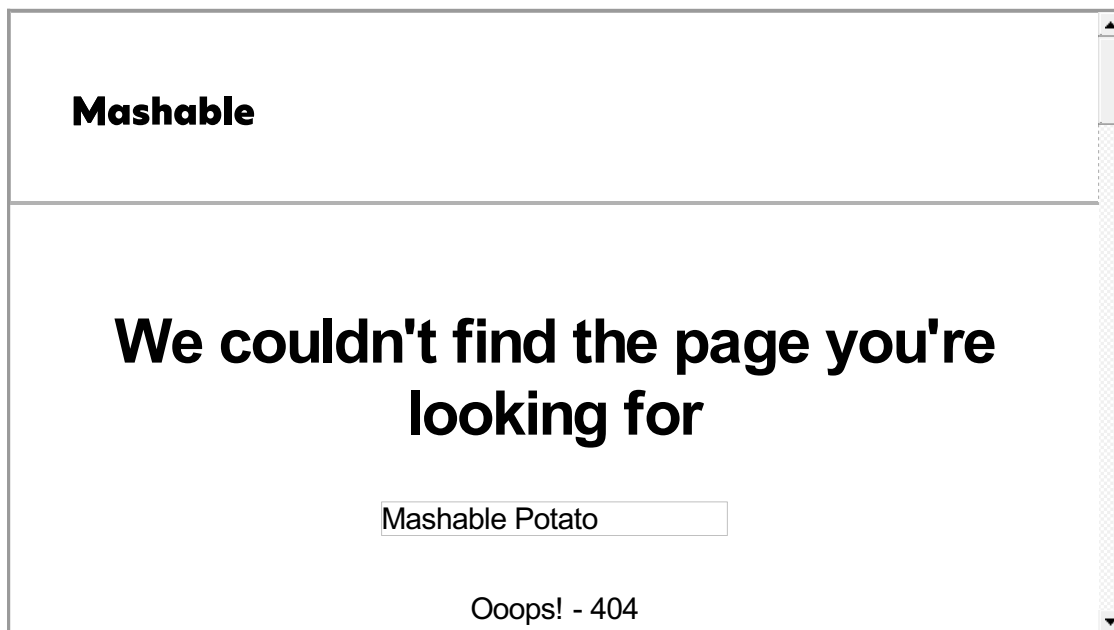 Mashable
We couldn't find the page you're
looking for
Mashable Potato
Ooops! - 404